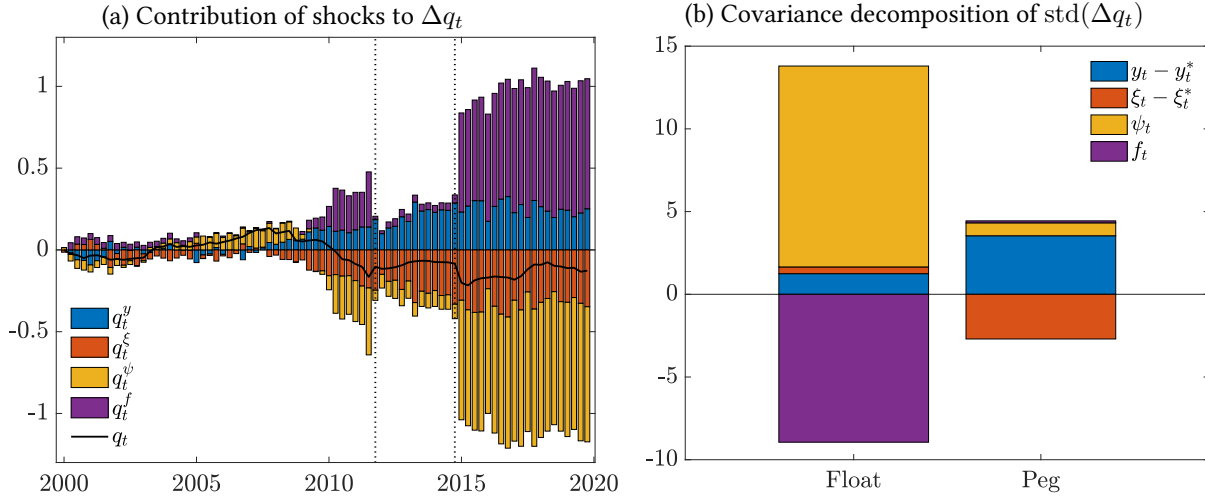 (a) Contribution of shocks to Δq_t
1
0.5
0
-0.5
-1
q_t^y
q_t^ξ
q_t^ψ
q_t^f
q_t
2000 2005 2010 2015 2020
(b) Covariance decomposition of std(Δq_t)
15
10
5
0
-5
-10
y_t − y_t^*
ξ_t − ξ_t^*
ψ_t
f_t
Float Peg